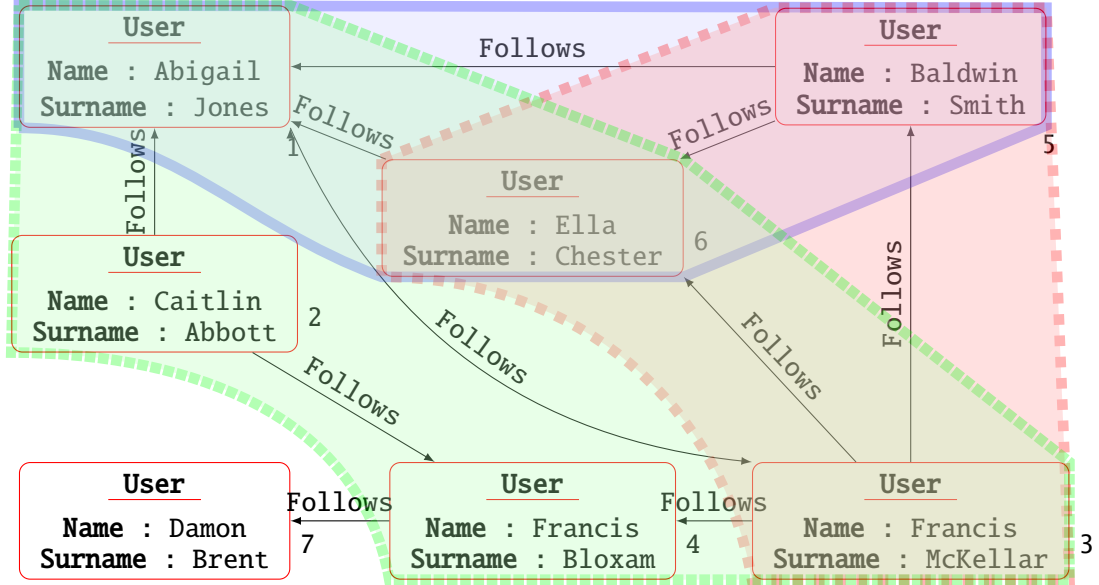 User
Name : Abigail
Surname : Jones
1
Follows
User
Name : Baldwin
Surname : Smith
5
Follows
Follows
User
Name : Ella
Surname : Chester
6
Follows
User
Name : Caitlin
Surname : Abbott
2
Follows
Follows
Follows
Follows
User
Name : Damon
Surname : Brent
7
Follows
User
Name : Francis
Surname : Bloxam
4
Follows
User
Name : Francis
Surname : McKellar
3